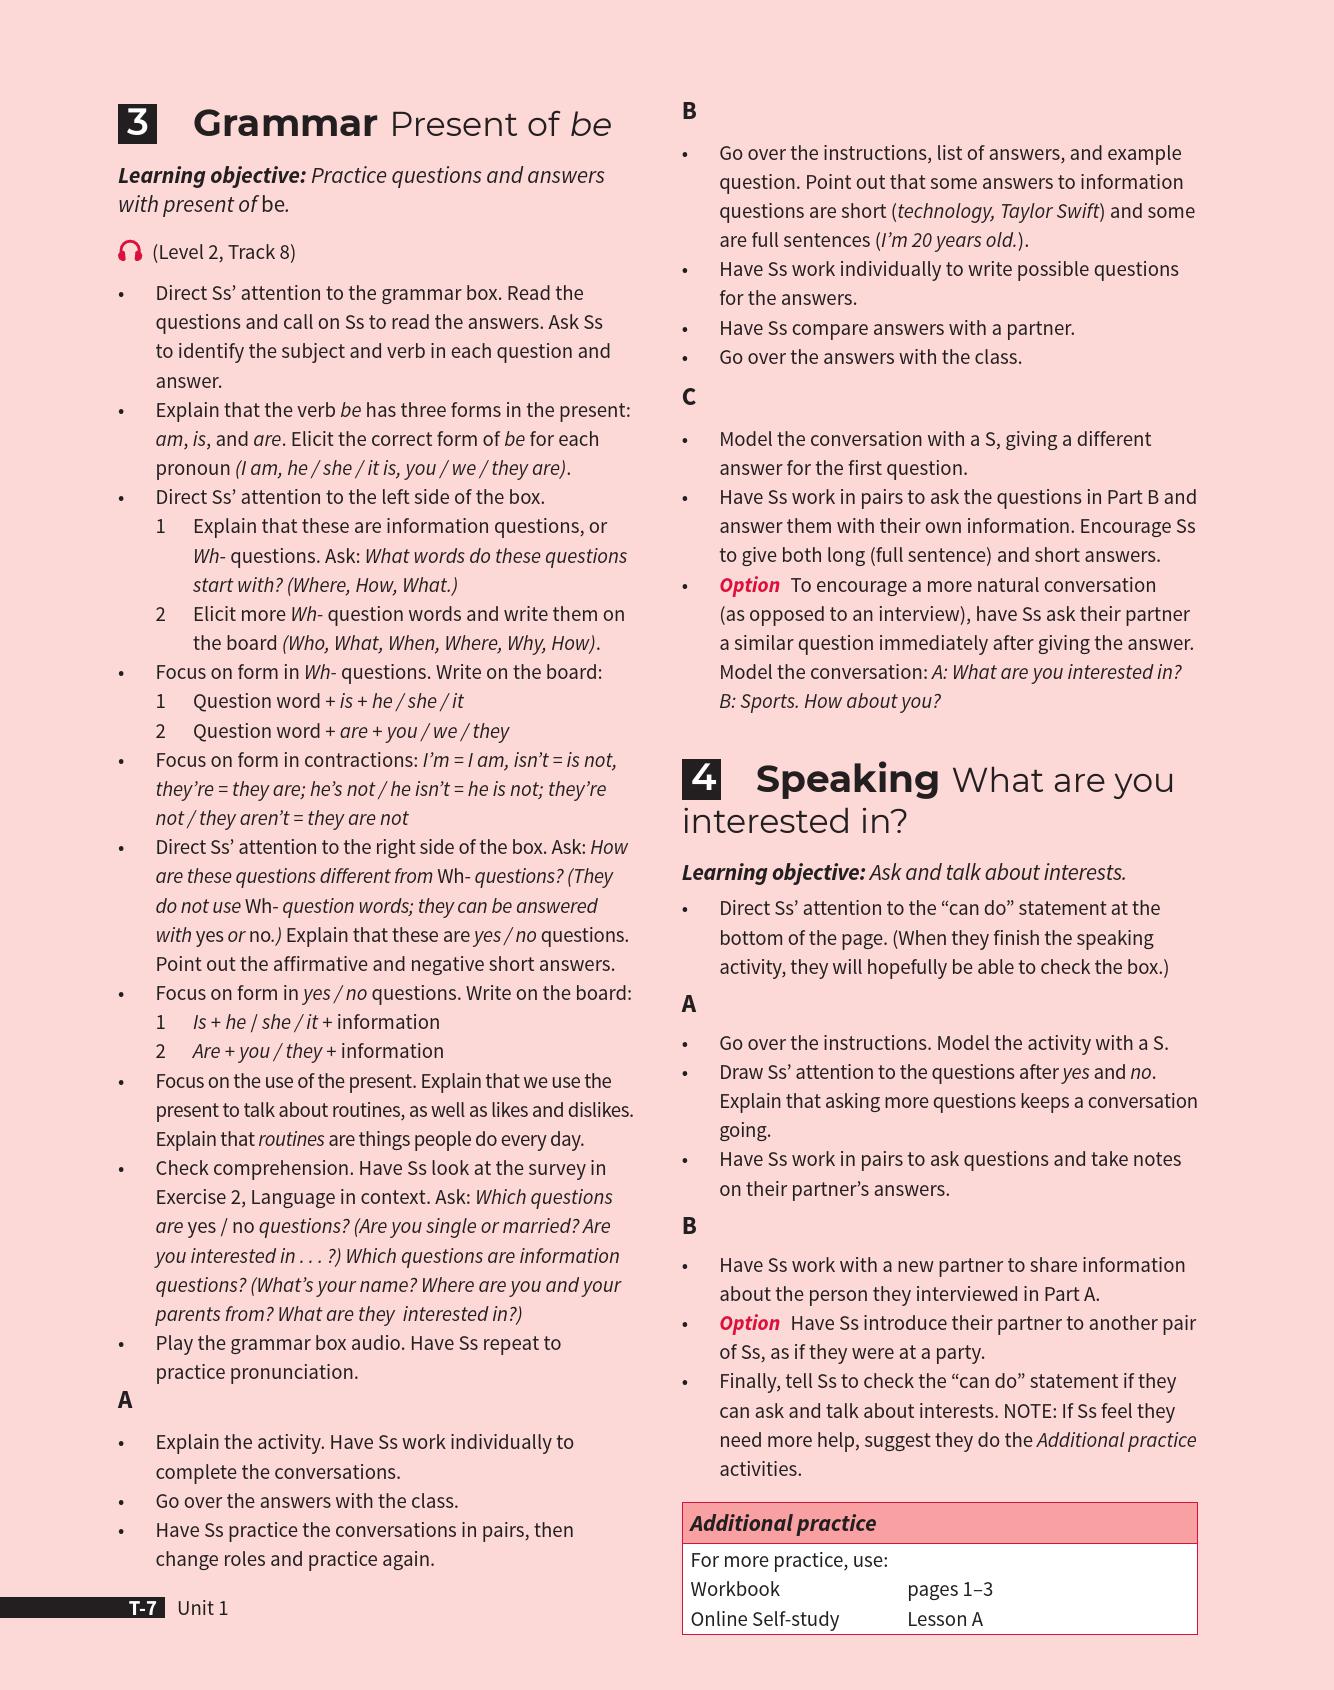 3 Grammar Present of be
Learning objective: Practice questions and answers
with present of be.
(Level 2, Track 8)
• Direct Ss’ attention to the grammar box. Read the
questions and call on Ss to read the answers. Ask Ss
to identify the subject and verb in each question and
answer.
• Explain that the verb be has three forms in the present:
am, is, and are. Elicit the correct form of be for each
pronoun (I am, he / she / it is, you / we / they are).
• Direct Ss’ attention to the left side of the box.
1 Explain that these are information questions, or
Wh- questions. Ask: What words do these questions
start with? (Where, How, What.)
2 Elicit more Wh- question words and write them on
the board (Who, What, When, Where, Why, How).
• Focus on form in Wh- questions. Write on the board:
1 Question word + is + he / she / it
2 Question word + are + you / we / they
• Focus on form in contractions: I’m = I am, isn’t = is not,
they’re = they are; he’s not / he isn’t = he is not; they’re
not / they aren’t = they are not
• Direct Ss’ attention to the right side of the box. Ask: How
are these questions different from Wh- questions? (They
do not use Wh- question words; they can be answered
with yes or no.) Explain that these are yes / no questions.
Point out the affirmative and negative short answers.
• Focus on form in yes / no questions. Write on the board:
1 Is + he / she / it + information
2 Are + you / they + information
• Focus on the use of the present. Explain that we use the
present to talk about routines, as well as likes and dislikes.
Explain that routines are things people do every day.
• Check comprehension. Have Ss look at the survey in
Exercise 2, Language in context. Ask: Which questions
are yes / no questions? (Are you single or married? Are
you interested in . . . ?) Which questions are information
questions? (What’s your name? Where are you and your
parents from? What are they interested in?)
• Play the grammar box audio. Have Ss repeat to
practice pronunciation.
A
• Explain the activity. Have Ss work individually to
complete the conversations.
• Go over the answers with the class.
• Have Ss practice the conversations in pairs, then
change roles and practice again.
B
• Go over the instructions, list of answers, and example
question. Point out that some answers to information
questions are short (technology, Taylor Swift) and some
are full sentences (I’m 20 years old.).
• Have Ss work individually to write possible questions
for the answers.
• Have Ss compare answers with a partner.
• Go over the answers with the class.
C
• Model the conversation with a S, giving a different
answer for the first question.
• Have Ss work in pairs to ask the questions in Part B and
answer them with their own information. Encourage Ss
to give both long (full sentence) and short answers.
• Option To encourage a more natural conversation
(as opposed to an interview), have Ss ask their partner
a similar question immediately after giving the answer.
Model the conversation: A: What are you interested in?
B: Sports. How about you?
4 Speaking What are you
interested in?
Learning objective: Ask and talk about interests.
• Direct Ss’ attention to the “can do” statement at the
bottom of the page. (When they finish the speaking
activity, they will hopefully be able to check the box.)
A
• Go over the instructions. Model the activity with a S.
• Draw Ss’ attention to the questions after yes and no.
Explain that asking more questions keeps a conversation
going.
• Have Ss work in pairs to ask questions and take notes
on their partner’s answers.
B
• Have Ss work with a new partner to share information
about the person they interviewed in Part A.
• Option Have Ss introduce their partner to another pair
of Ss, as if they were at a party.
• Finally, tell Ss to check the “can do” statement if they
can ask and talk about interests. NOTE: If Ss feel they
need more help, suggest they do the Additional practice
activities.
Additional practice
For more practice, use:
Workbook pages 1–3
Online Self-study Lesson A
T-7 Unit 1